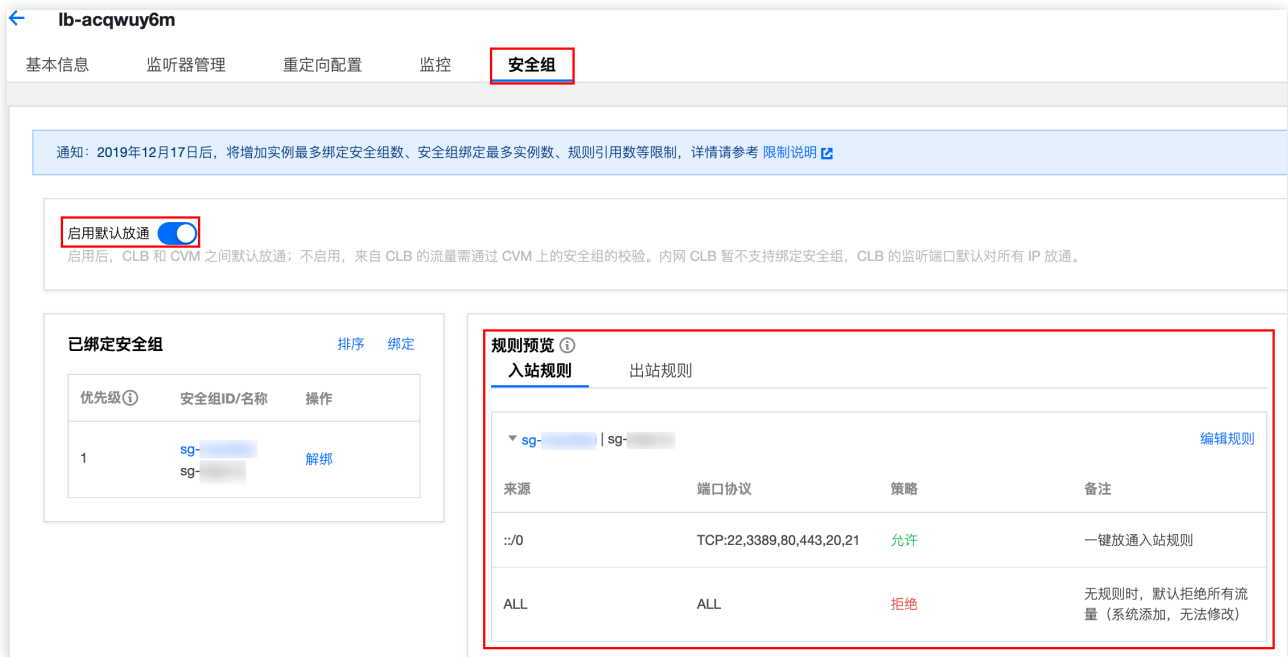 lb-acqwuy6m
基本信息 监听器管理 重定向配置 监控 安全组
通知：2019年12月17日后，将增加实例最多绑定安全组数、安全组绑定最多实例数、规则引用数等限制，详情请参考 限制说明
启用默认放通
启用后，CLB 和 CVM 之间默认放通；不启用，来自 CLB 的流量需通过 CVM 上的安全组的校验。内网 CLB 暂不支持绑定安全组，CLB 的监听端口默认对所有 IP 放通。
已绑定安全组 排序 绑定
优先级 安全组ID/名称 操作
1 sg- 解绑
sg-
规则预览
入站规则 出站规则
sg- | sg- 编辑规则
来源 端口协议 策略 备注
::/0 TCP:22,3389,80,443,20,21 允许 一键放通入站规则
ALL ALL 拒绝 无规则时，默认拒绝所有流
量（系统添加，无法修改）